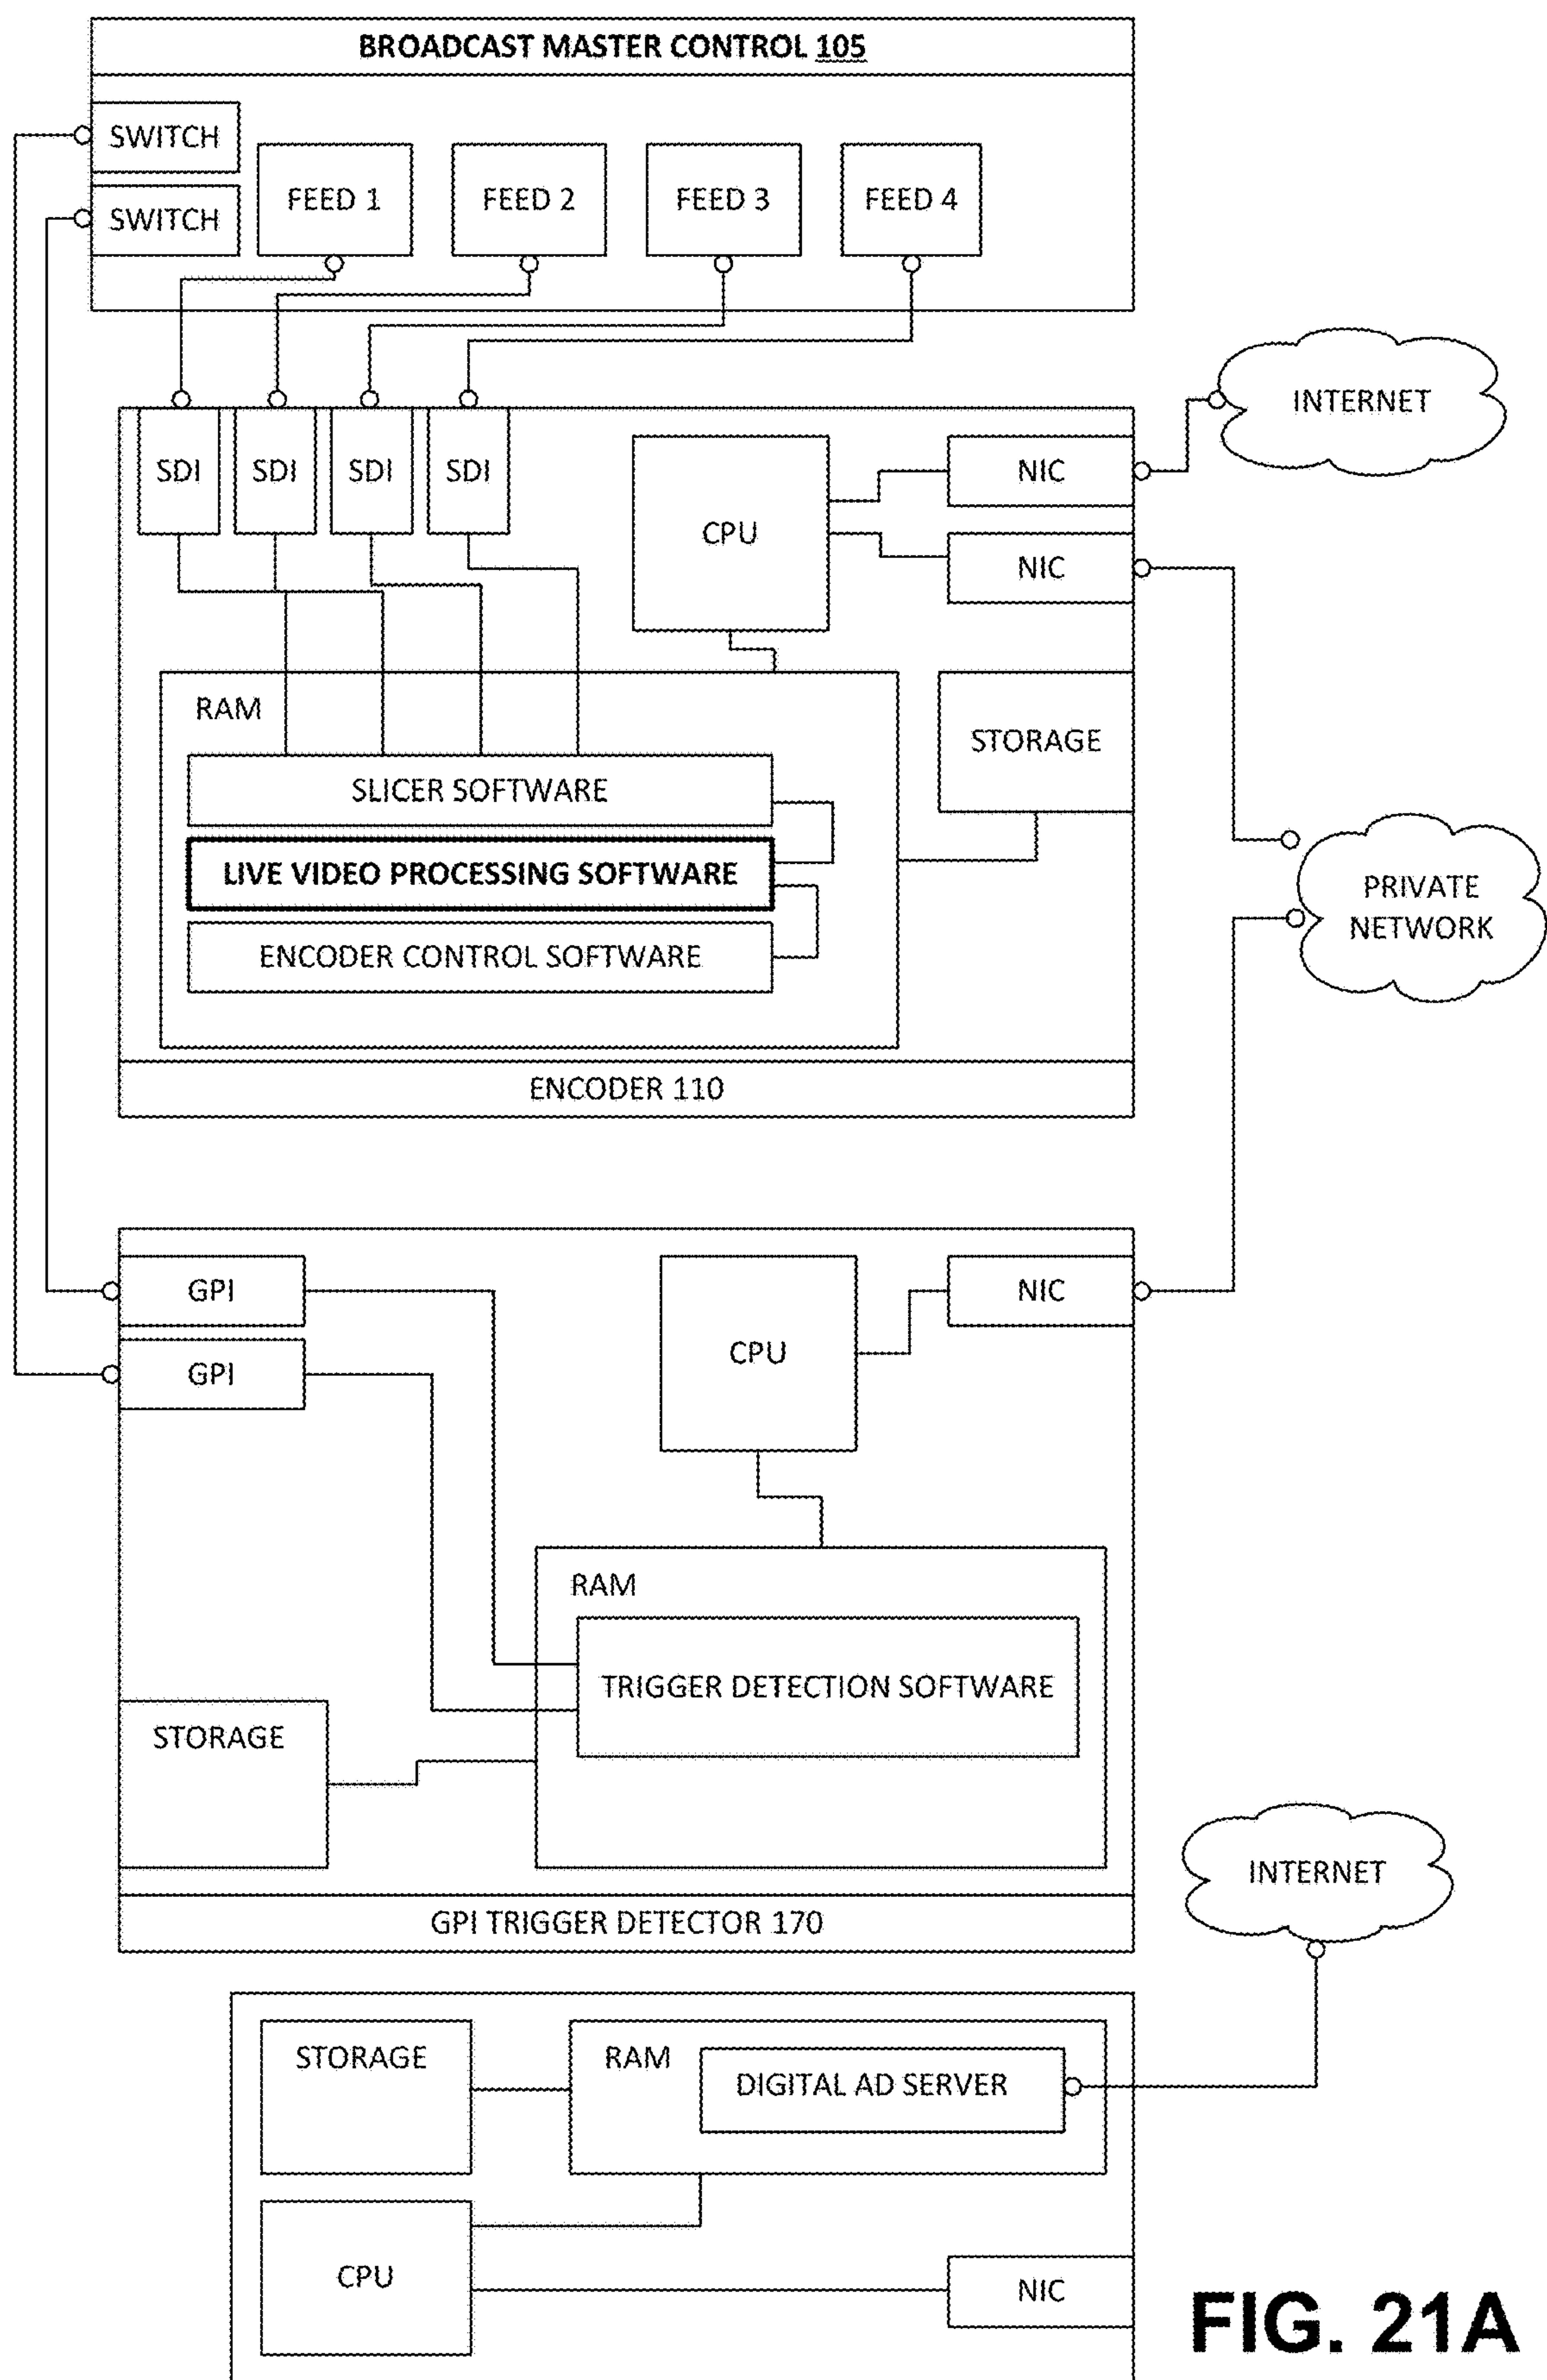 BROADCAST MASTER CONTROL 105
SWITCH
SWITCH
FEED 1
FEED 2
FEED 3
FEED 4
INTERNET
SDI
SDI
SDI
SDI
CPU
NIC
NIC
RAM
STORAGE
SLICER SOFTWARE
LIVE VIDEO PROCESSING SOFTWARE
ENCODER CONTROL SOFTWARE
PRIVATE
NETWORK
ENCODER 110
GPI
GPI
CPU
NIC
RAM
TRIGGER DETECTION SOFTWARE
STORAGE
GPI TRIGGER DETECTOR 170
INTERNET
STORAGE
RAM
DIGITAL AD SERVER
CPU
NIC
FIG. 21A